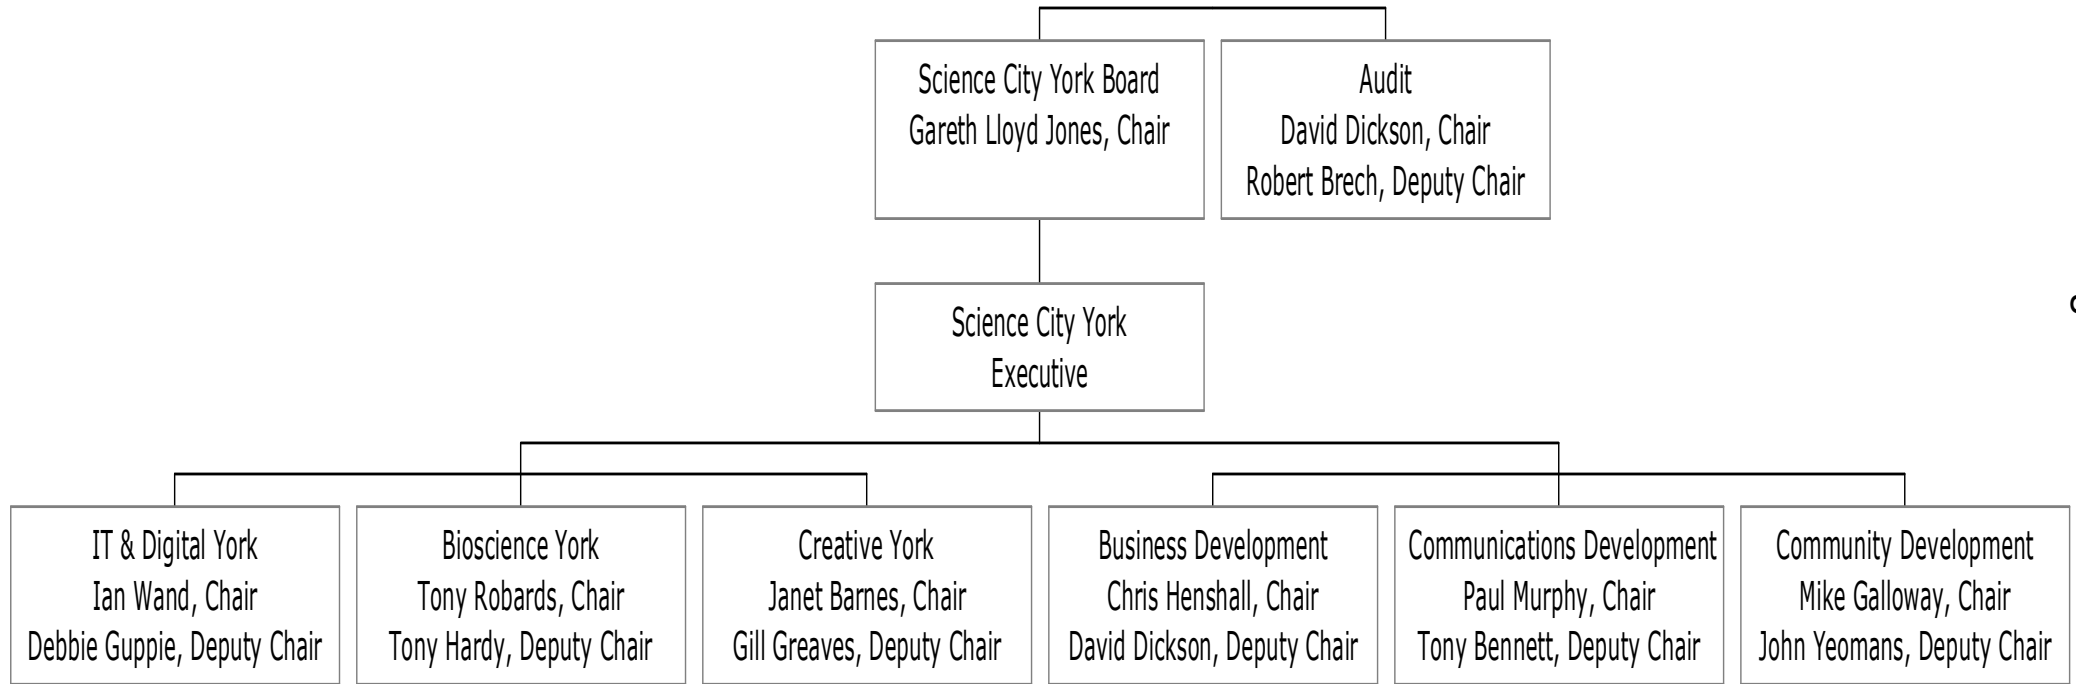 Science City York Board
Gareth Lloyd Jones, Chair
Audit
David Dickson, Chair
Robert Brech, Deputy Chair
Science City York
Executive
IT & Digital York
Ian Wand, Chair
Debbie Guppie, Deputy Chair
Bioscience York
Tony Robards, Chair
Tony Hardy, Deputy Chair
Creative York
Janet Barnes, Chair
Gill Greaves, Deputy Chair
Business Development
Chris Henshall, Chair
David Dickson, Deputy Chair
Communications Development
Paul Murphy, Chair
Tony Bennett, Deputy Chair
Community Development
Mike Galloway, Chair
John Yeomans, Deputy Chair